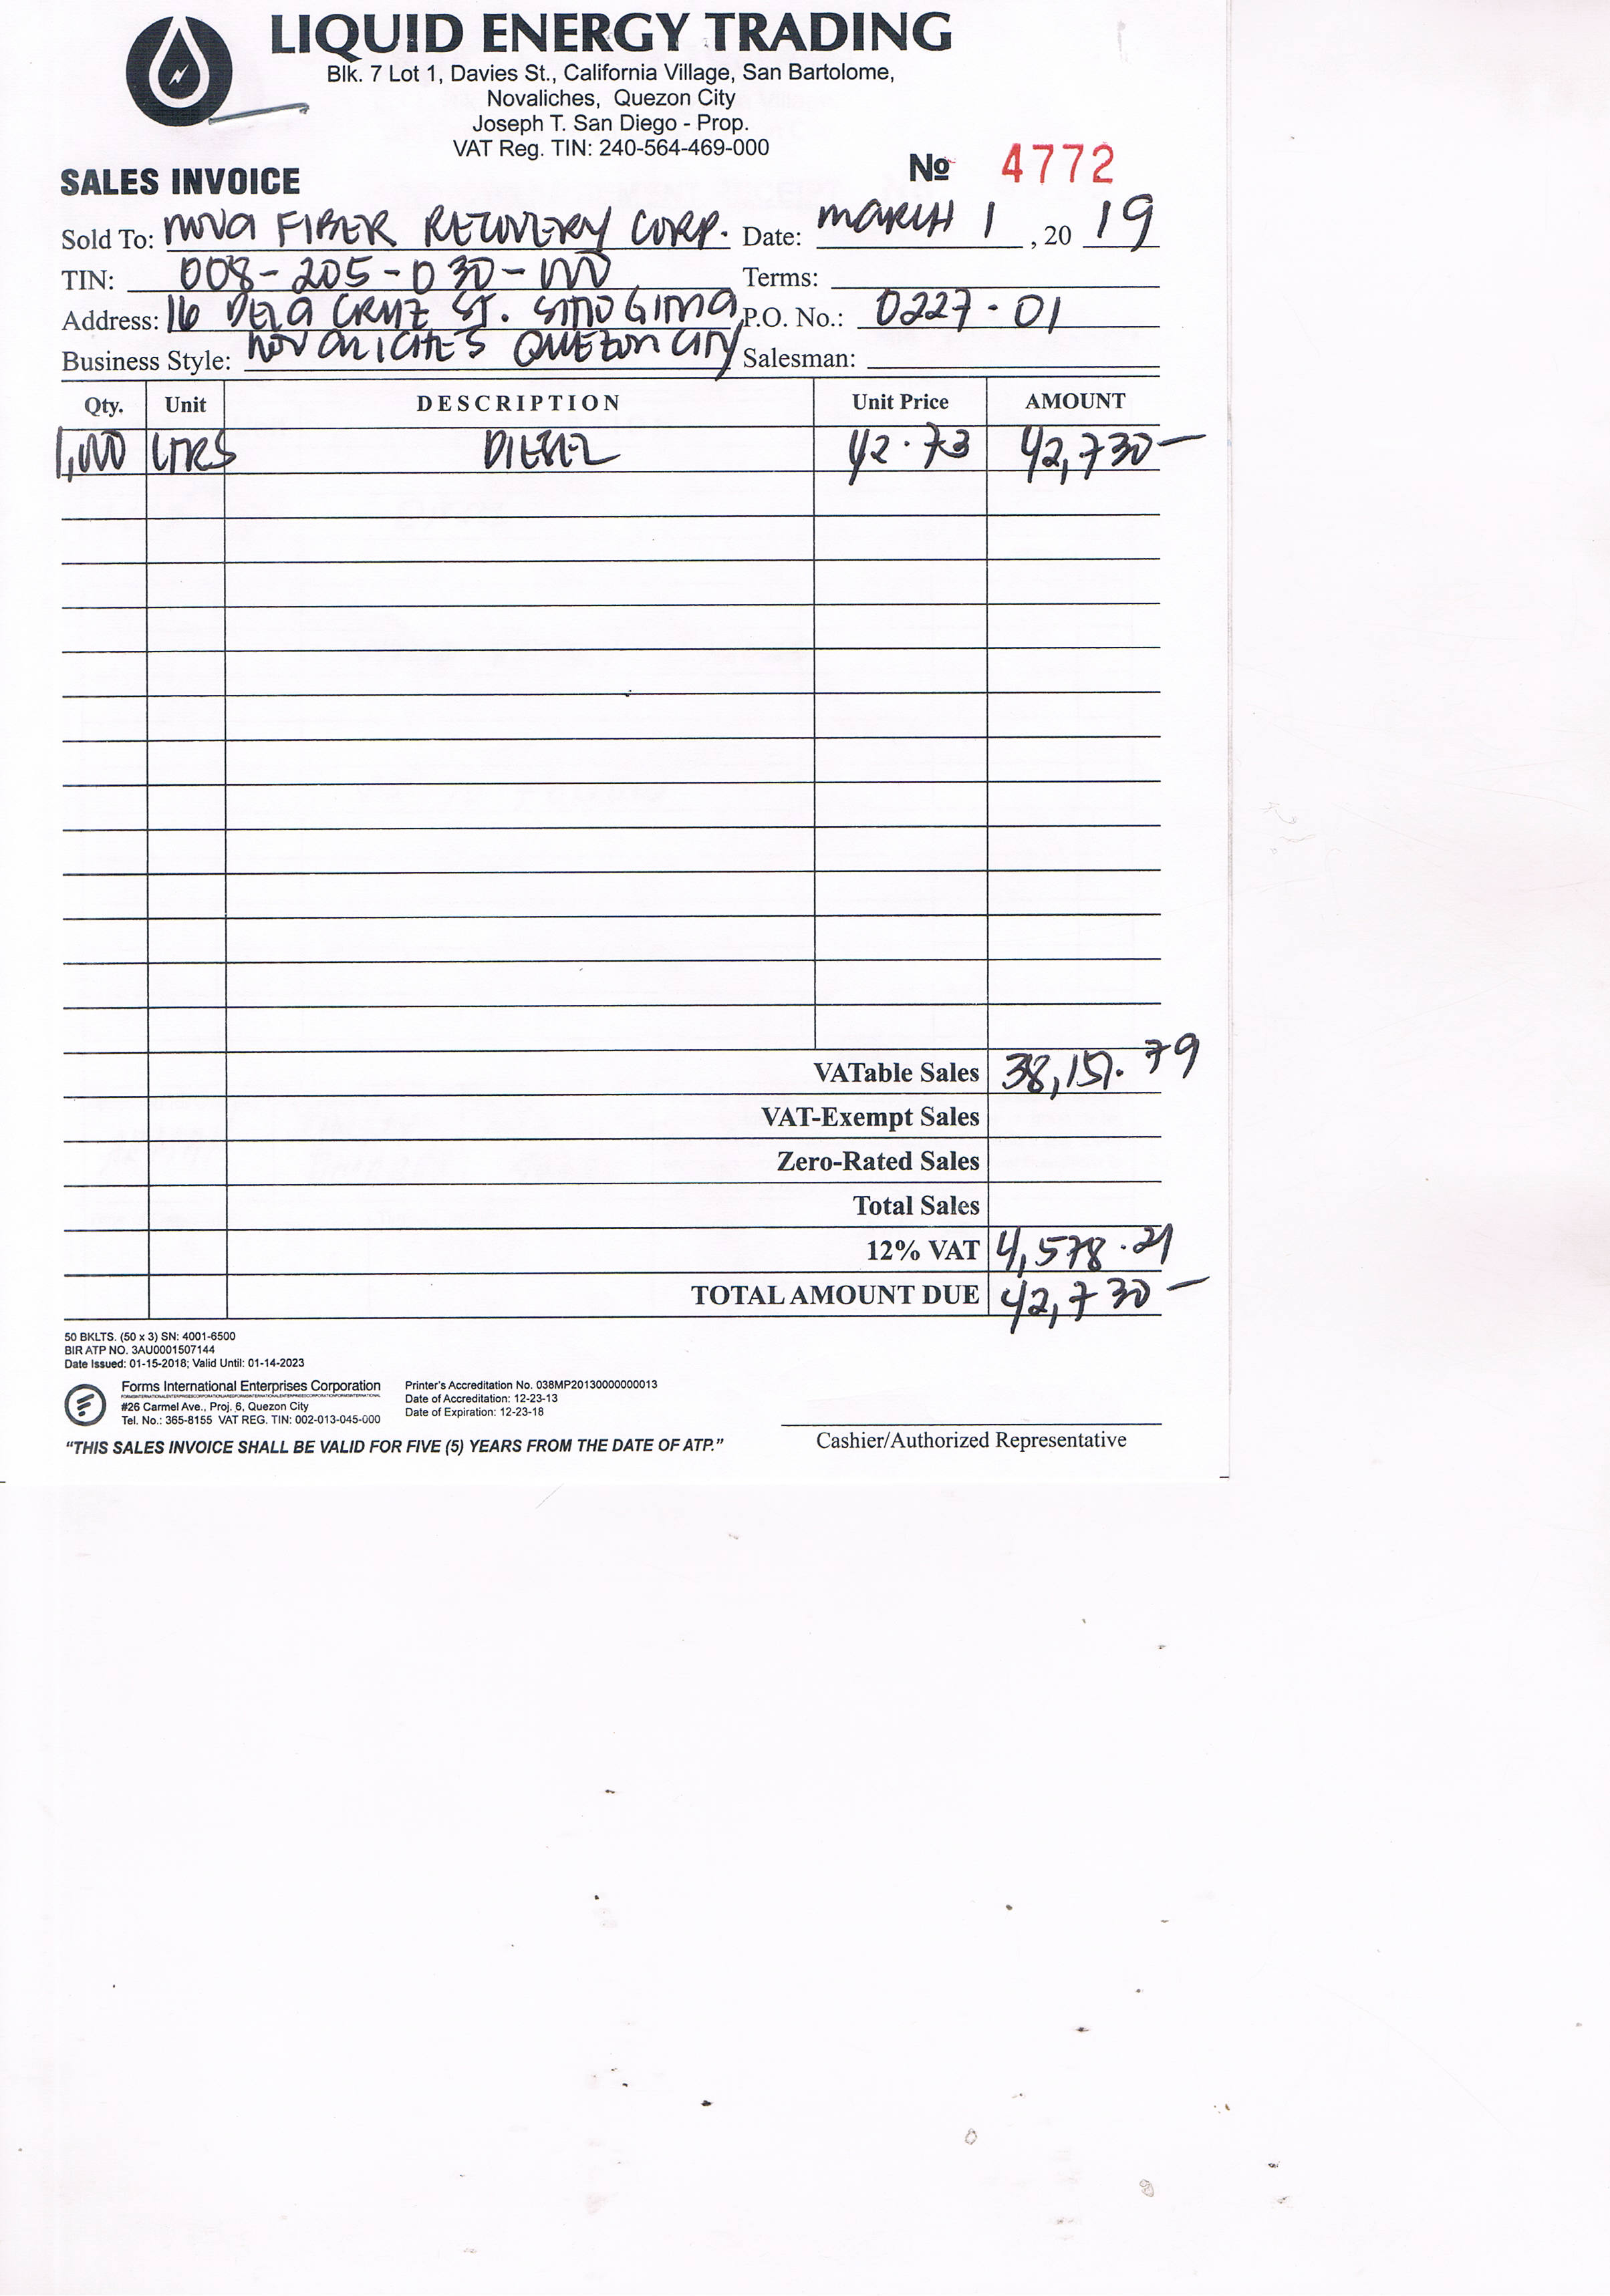 LIQUID ENERGY TRADING
Blk. 7 Lot 1, Davies St., California Village, San Bartolome,
Novaliches, Quezon City
Joseph T. San Diego - Prop.
VAT Reg. TIN: 240-564-469-000
SALES INVOICE Nº 4772
Sold To: NOVA FIBER RECOVERY CORP. Date: MARCH 1, 2019
TIN: 008-205-030-000 Terms:
Address: 16 DELA CRUZ ST. SITIO GITNA, P.O. No.: 0227-01
Business Style: NOVALICHES QUEZON CITY Salesman:
Qty. Unit DESCRIPTION Unit Price AMOUNT
1,000 LTRS DIESEL 42.73 42,730-
VATable Sales 38,151.79
VAT-Exempt Sales
Zero-Rated Sales
Total Sales
12% VAT 4,578.21
TOTAL AMOUNT DUE 42,730-
50 BKLTS. (50 x 3) SN: 4001-6500
BIR ATP NO. 3AU0001507144
Date Issued: 01-15-2018; Valid Until: 01-14-2023
Forms International Enterprises Corporation
#26 Carmel Ave., Proj. 6, Quezon City
Tel. No.: 365-8155 VAT REG. TIN: 002-013-045-000
Printer's Accreditation No. 038MP20130000000013
Date of Accreditation: 12-23-13
Date of Expiration: 12-23-18
"THIS SALES INVOICE SHALL BE VALID FOR FIVE (5) YEARS FROM THE DATE OF ATP."
Cashier/Authorized Representative